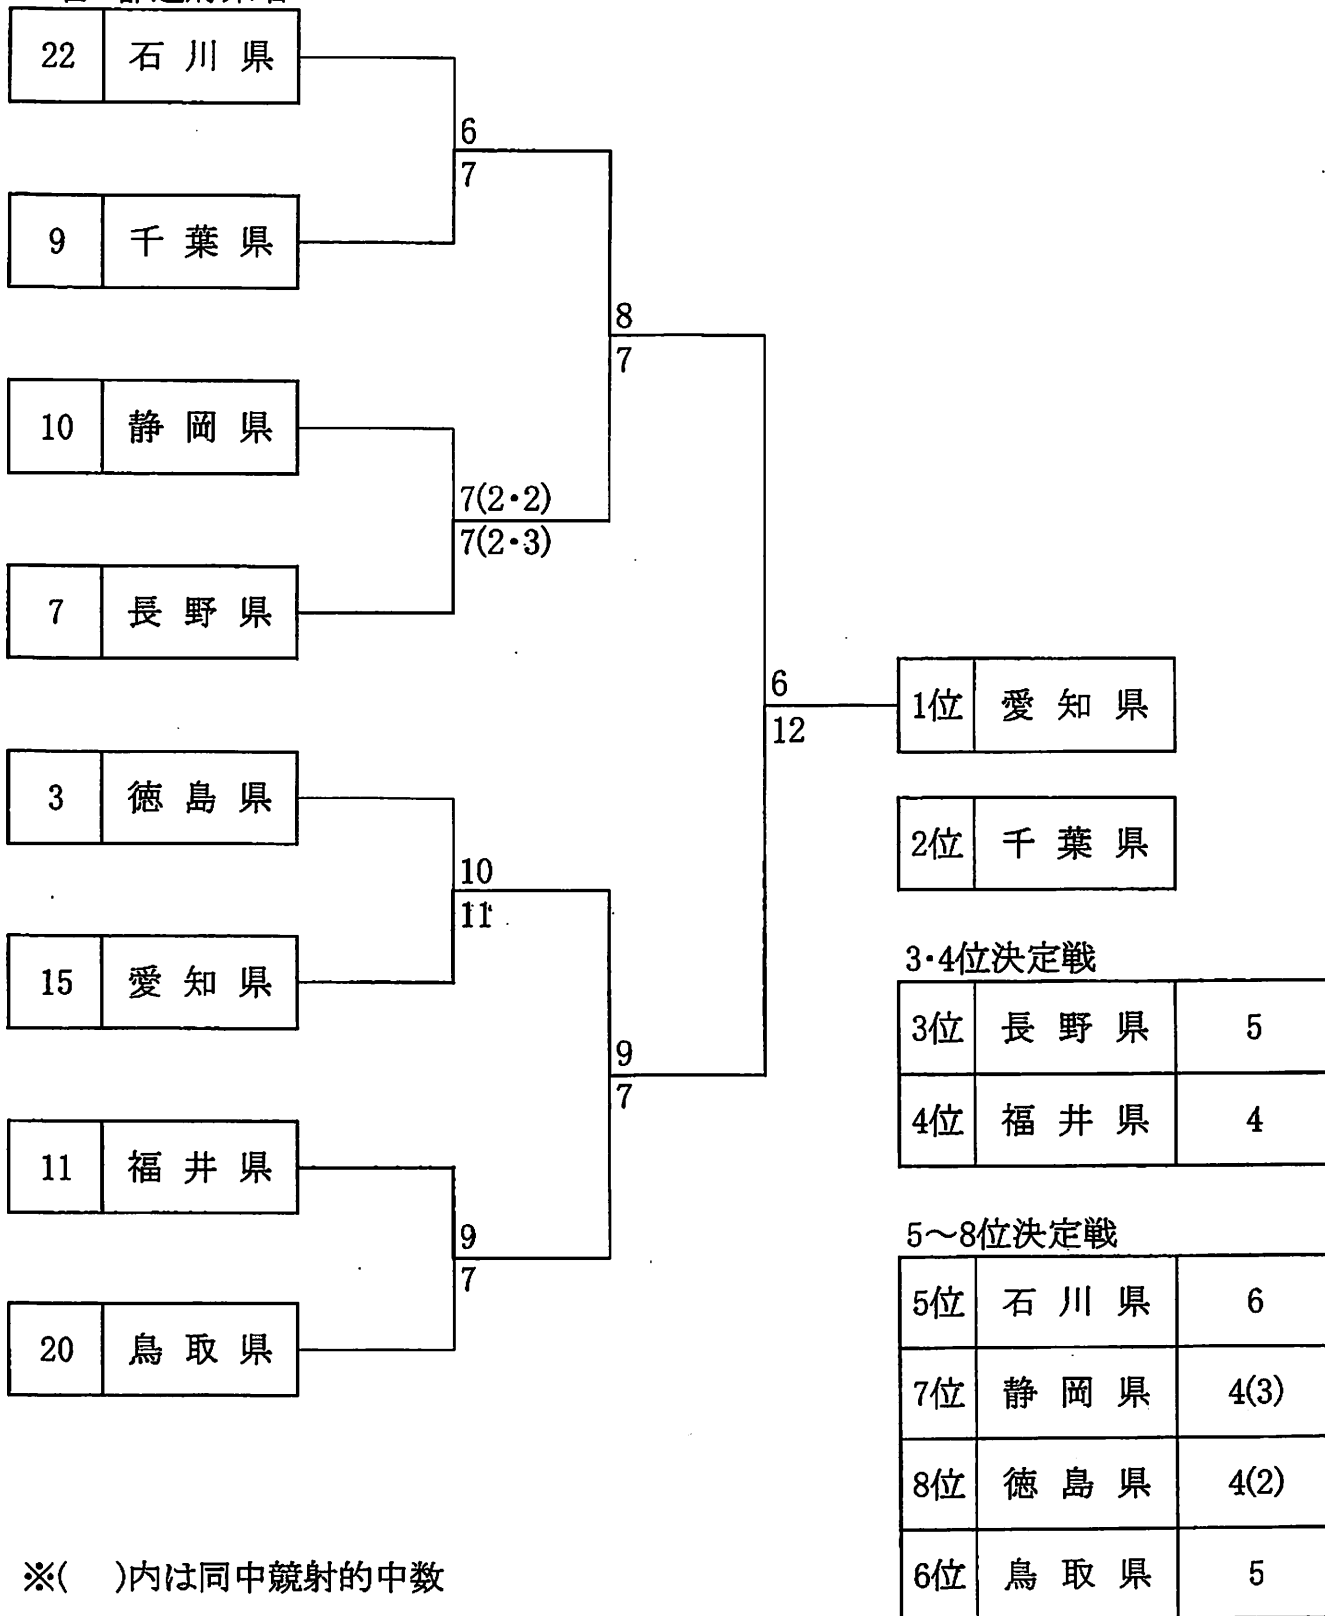 22 石川県
6
7
9 千葉県
8
7
10 静岡県
7(2・2)
7(2・3)
7 長野県
6
12
1位 愛知県
3 徳島県
2位 千葉県
10
11
15 愛知県
3・4位決定戦
3位 長野県 5
9
7
4位 福井県 4
11 福井県
9
7
5～8位決定戦
5位 石川県 6
20 鳥取県
7位 静岡県 4(3)
8位 徳島県 4(2)
6位 鳥取県 5
※( )内は同中競射的中数